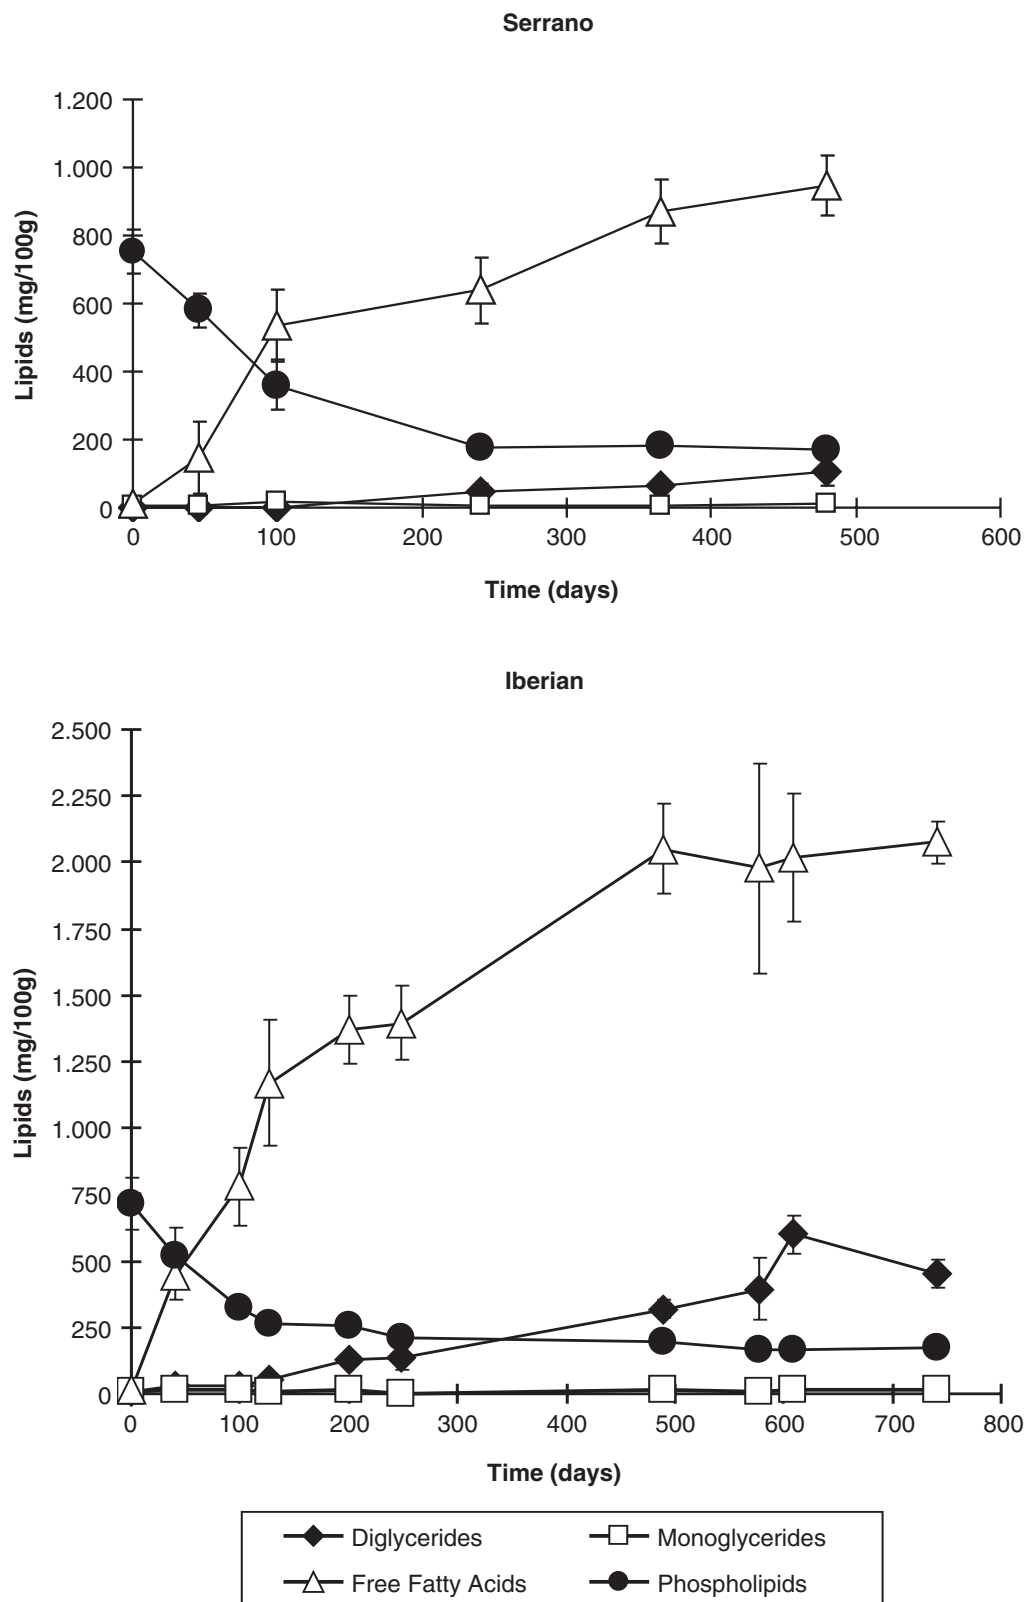 Serrano
1.200
1.000
800
600
400
200
0
Lipids (mg/100g)
0 100 200 300 400 500 600
Time (days)
Iberian
2.500
2.250
2.000
1.750
1.500
1.250
1.000
750
500
250
0
Lipids (mg/100g)
0 100 200 300 400 500 600 700 800
Time (days)
Diglycerides Monoglycerides
Free Fatty Acids Phospholipids